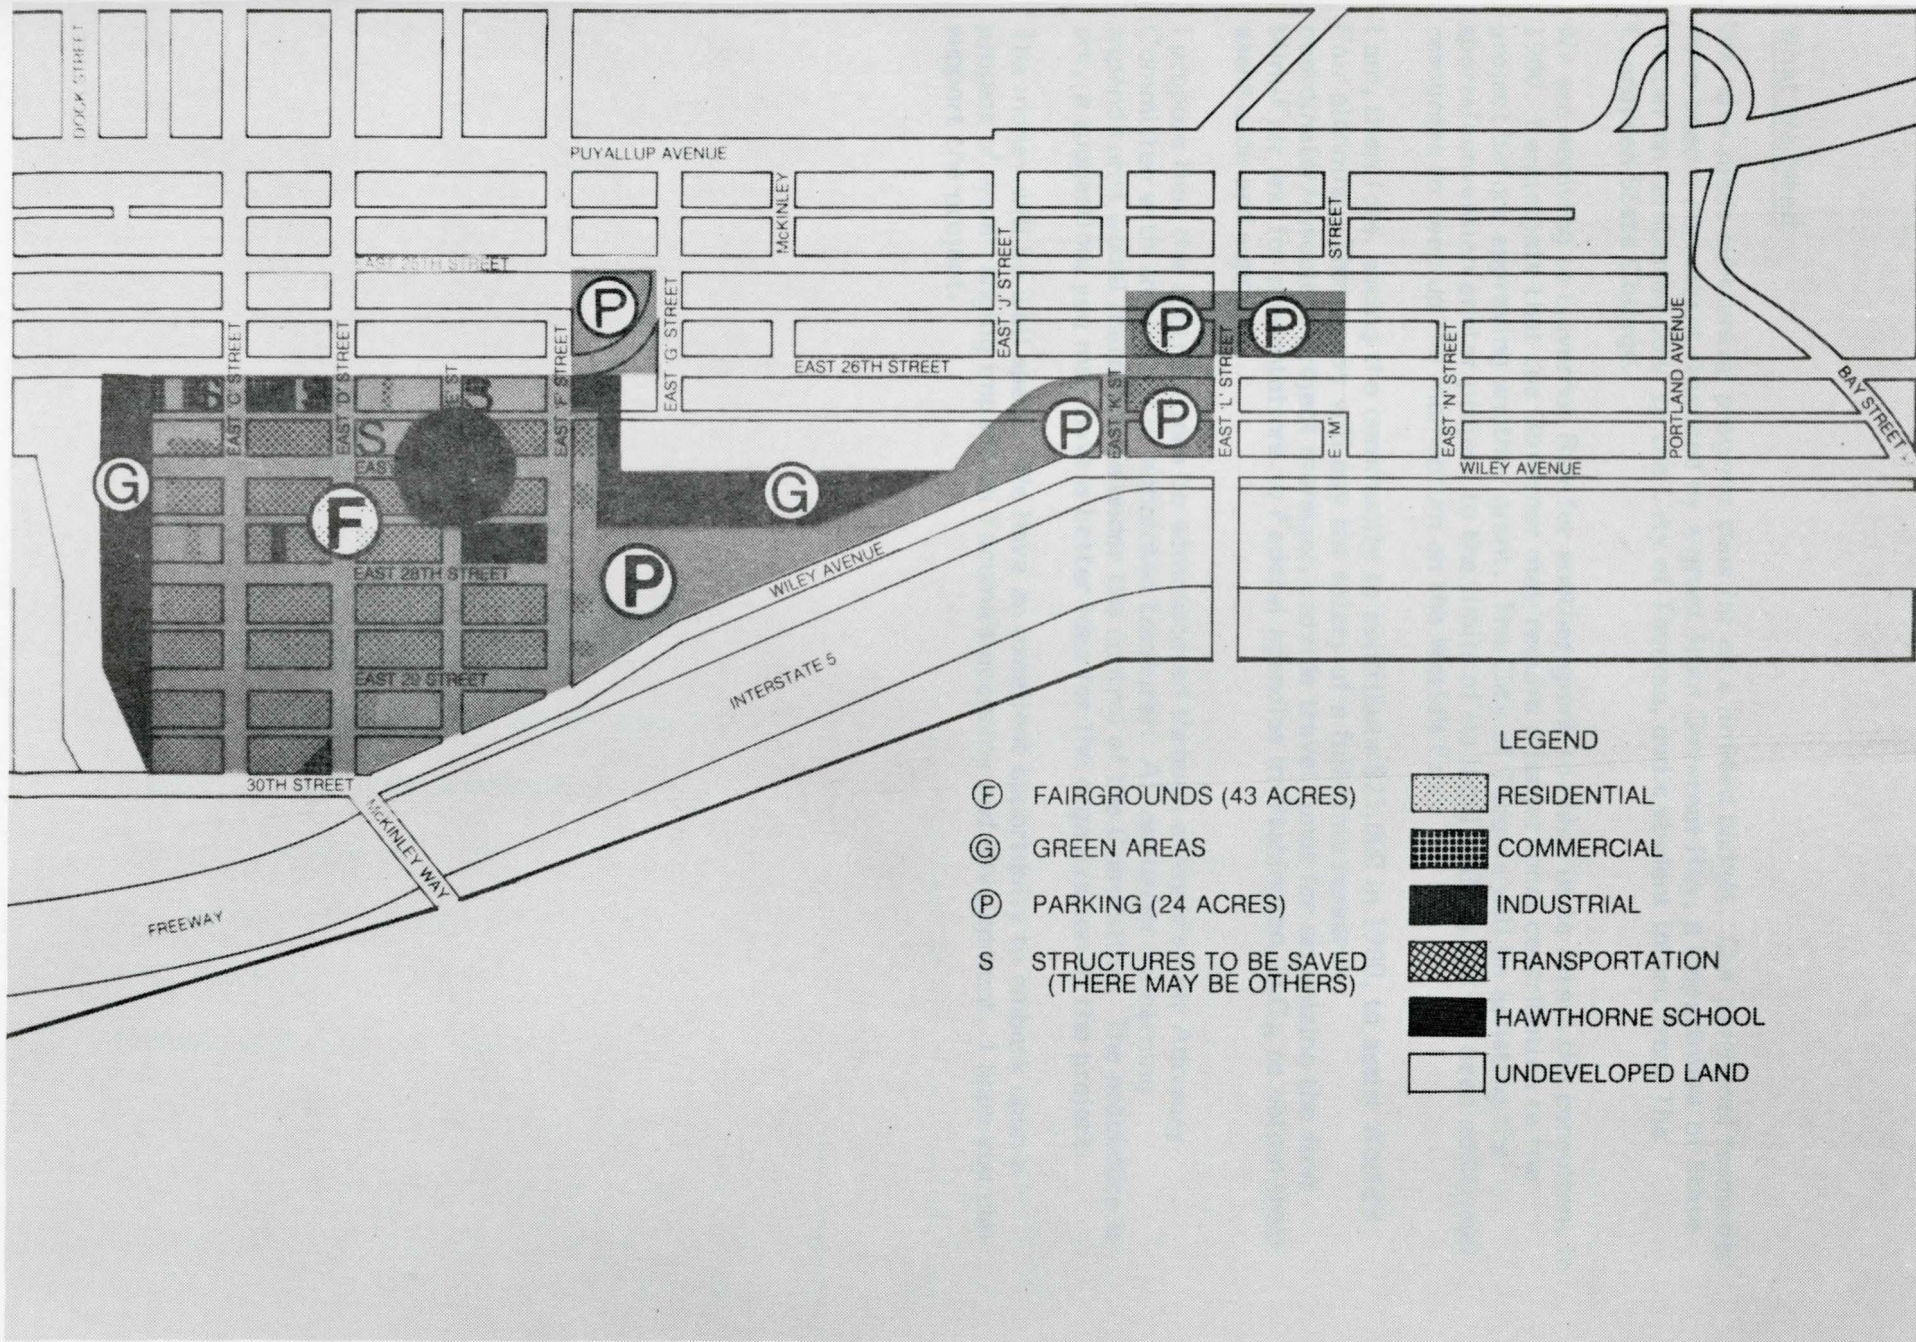 DOCK STREET
PUYALLUP AVENUE
McKINLEY
STREET
EAST 25TH STREET
EAST 'J' STREET
P
EAST 'G' STREET
P
P
EAST 'C' STREET
EAST 'D' STREET
E ST
EAST 'F' STREET
EAST 26TH STREET
EAST 'K' ST
EAST 'L' STREET
EAST 'N' STREET
PORTLAND AVENUE
BAY STREET
S
S
S
S
EAST
P
P
E 'M'
WILEY AVENUE
G
G
F
EAST 28TH STREET
P
WILEY AVENUE
EAST 29 STREET
INTERSTATE 5
30TH STREET
McKINLEY WAY
FREEWAY
LEGEND
F FAIRGROUNDS (43 ACRES)
G GREEN AREAS
P PARKING (24 ACRES)
S STRUCTURES TO BE SAVED
(THERE MAY BE OTHERS)
RESIDENTIAL
COMMERCIAL
INDUSTRIAL
TRANSPORTATION
HAWTHORNE SCHOOL
UNDEVELOPED LAND